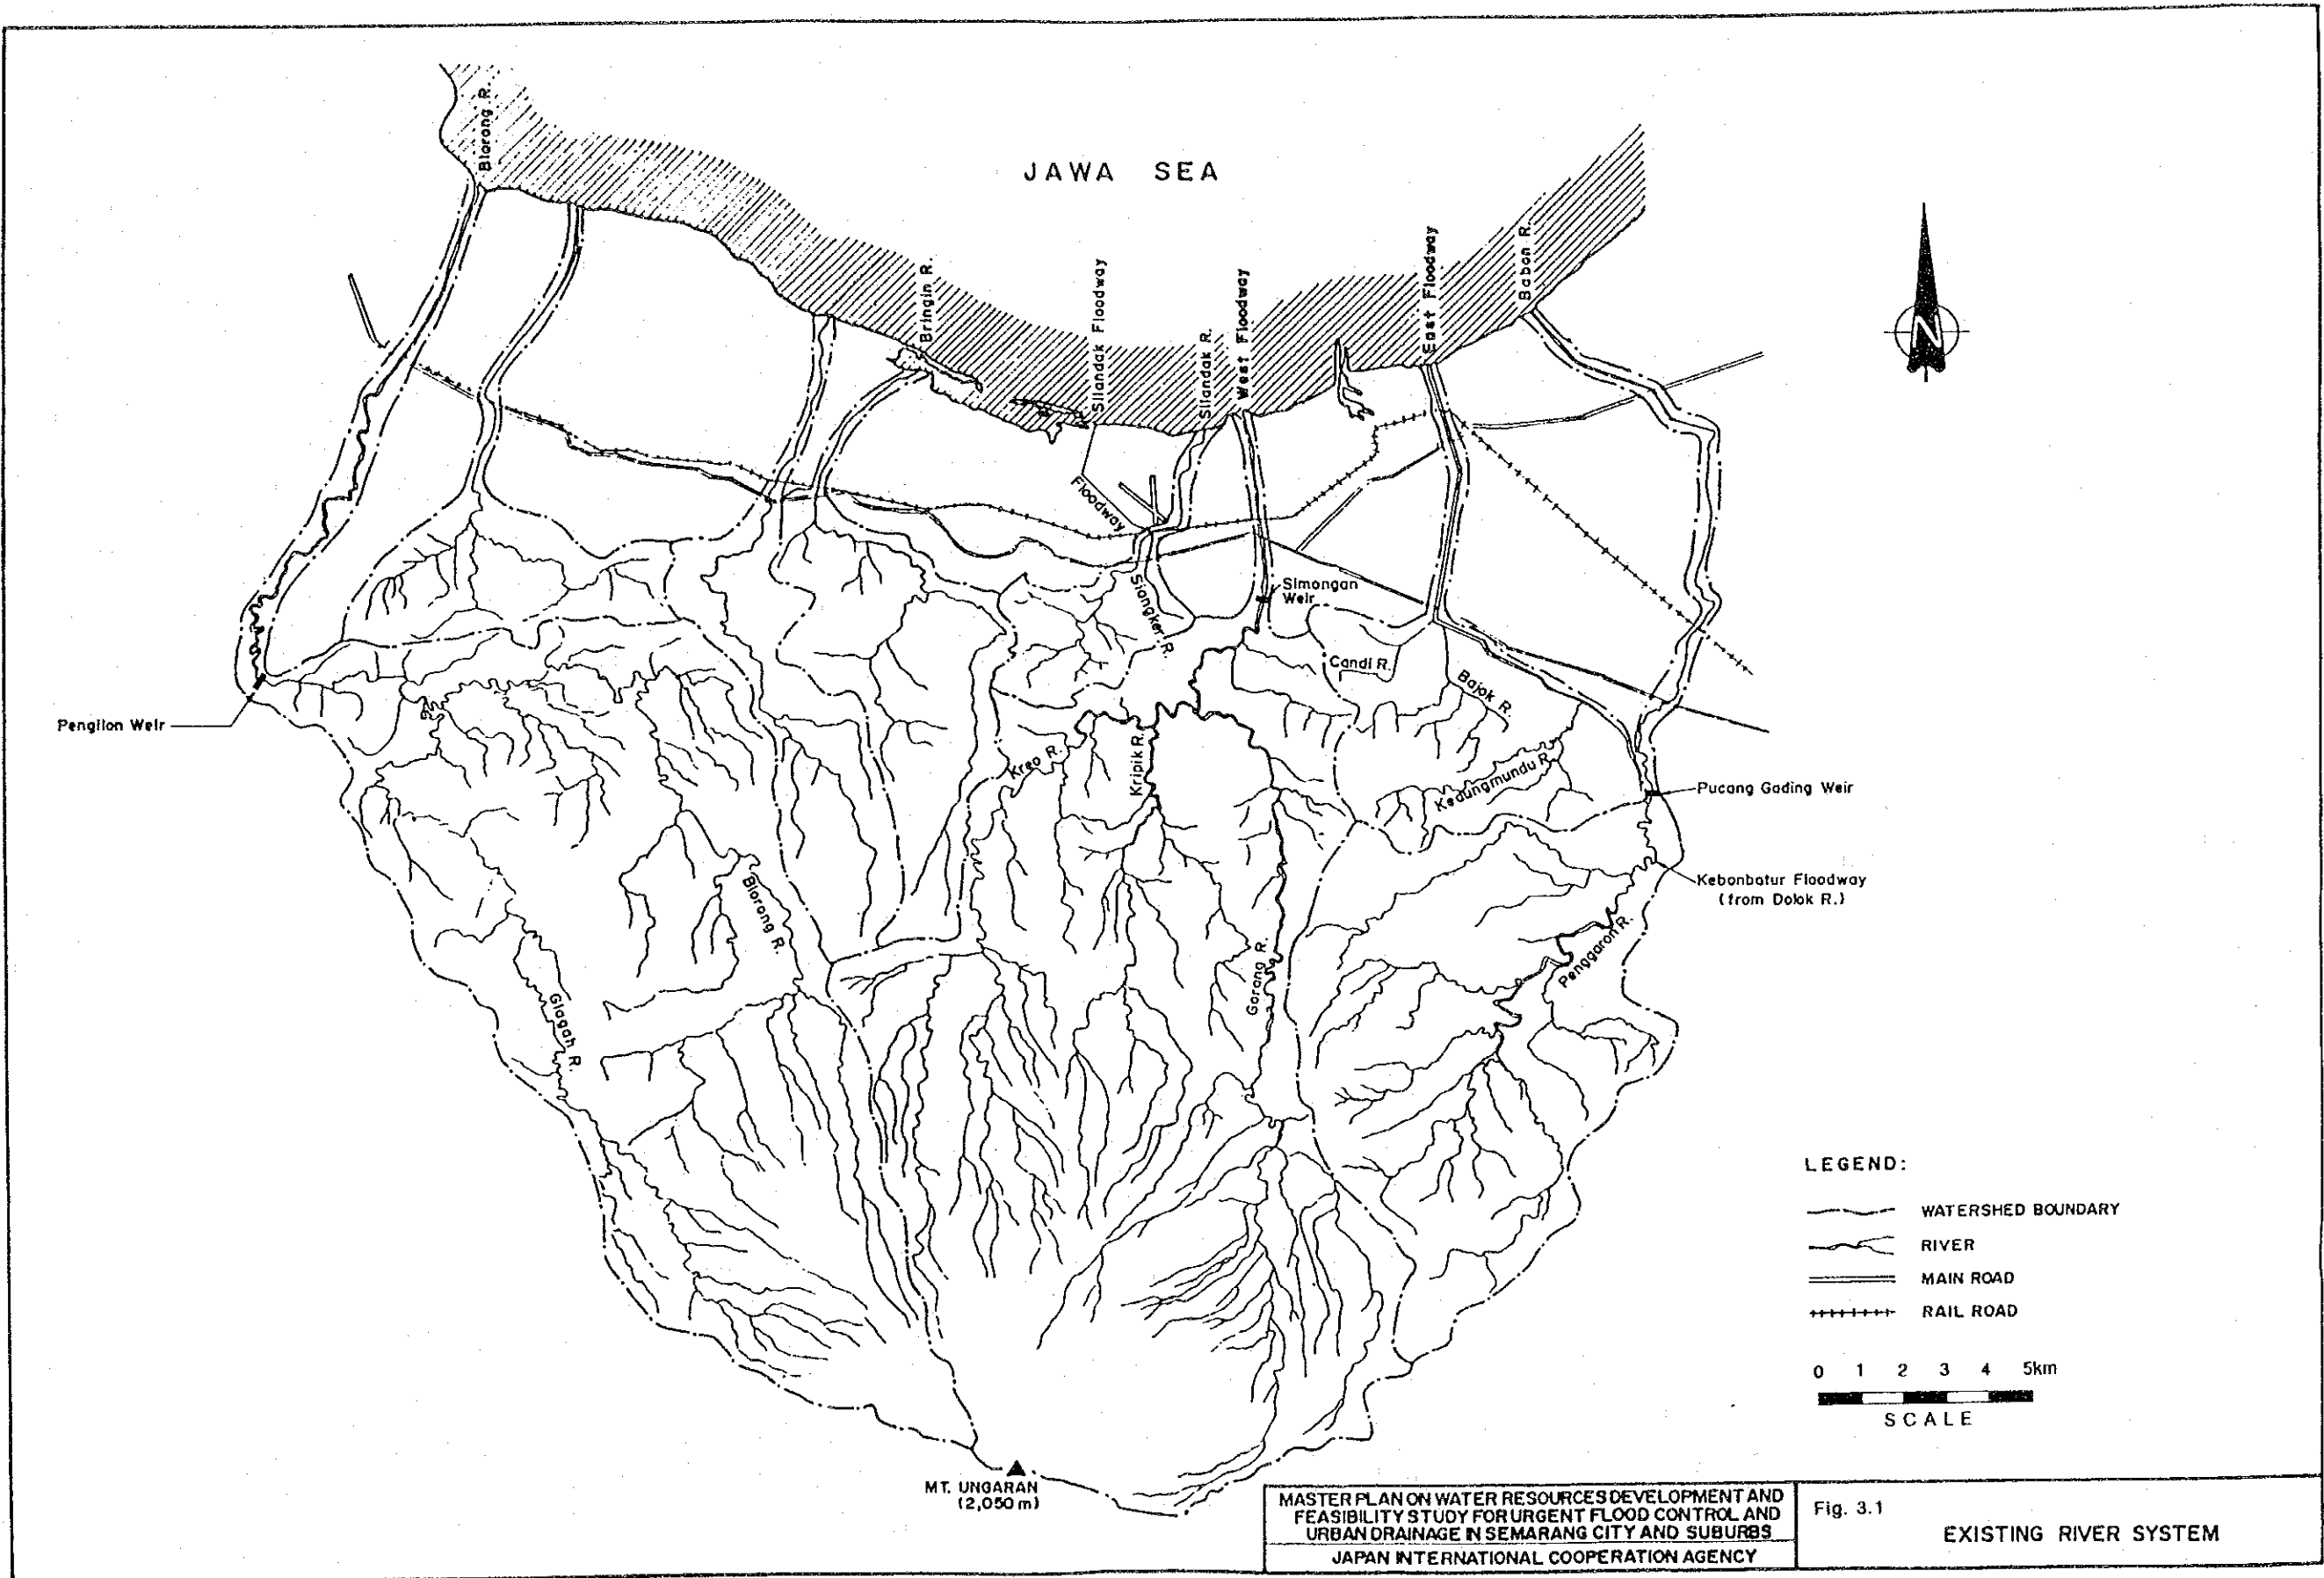 JAWA SEA
Blorong R.
Bringin R.
Silandak Floodway
Silandak R.
West Floodway
East Floodway
Babon R.
N
Floodway
Siangker R.
Simongan
Weir
Candi R.
Bajak R.
Pengilon Weir
Kreo R.
Kripik R.
Kedungmundu R.
Pucang Gading Weir
Kebonbatur Floodway
(from Dolok R.)
Blorong R.
Garang R.
Penggaron R.
Glagah R.
LEGEND:
WATERSHED BOUNDARY
RIVER
MAIN ROAD
RAIL ROAD
0 1 2 3 4 5km
SCALE
MT. UNGARAN
(2,050 m)
MASTER PLAN ON WATER RESOURCES DEVELOPMENT AND
FEASIBILITY STUDY FOR URGENT FLOOD CONTROL AND
URBAN DRAINAGE IN SEMARANG CITY AND SUBURBS
JAPAN INTERNATIONAL COOPERATION AGENCY
Fig. 3.1
EXISTING RIVER SYSTEM